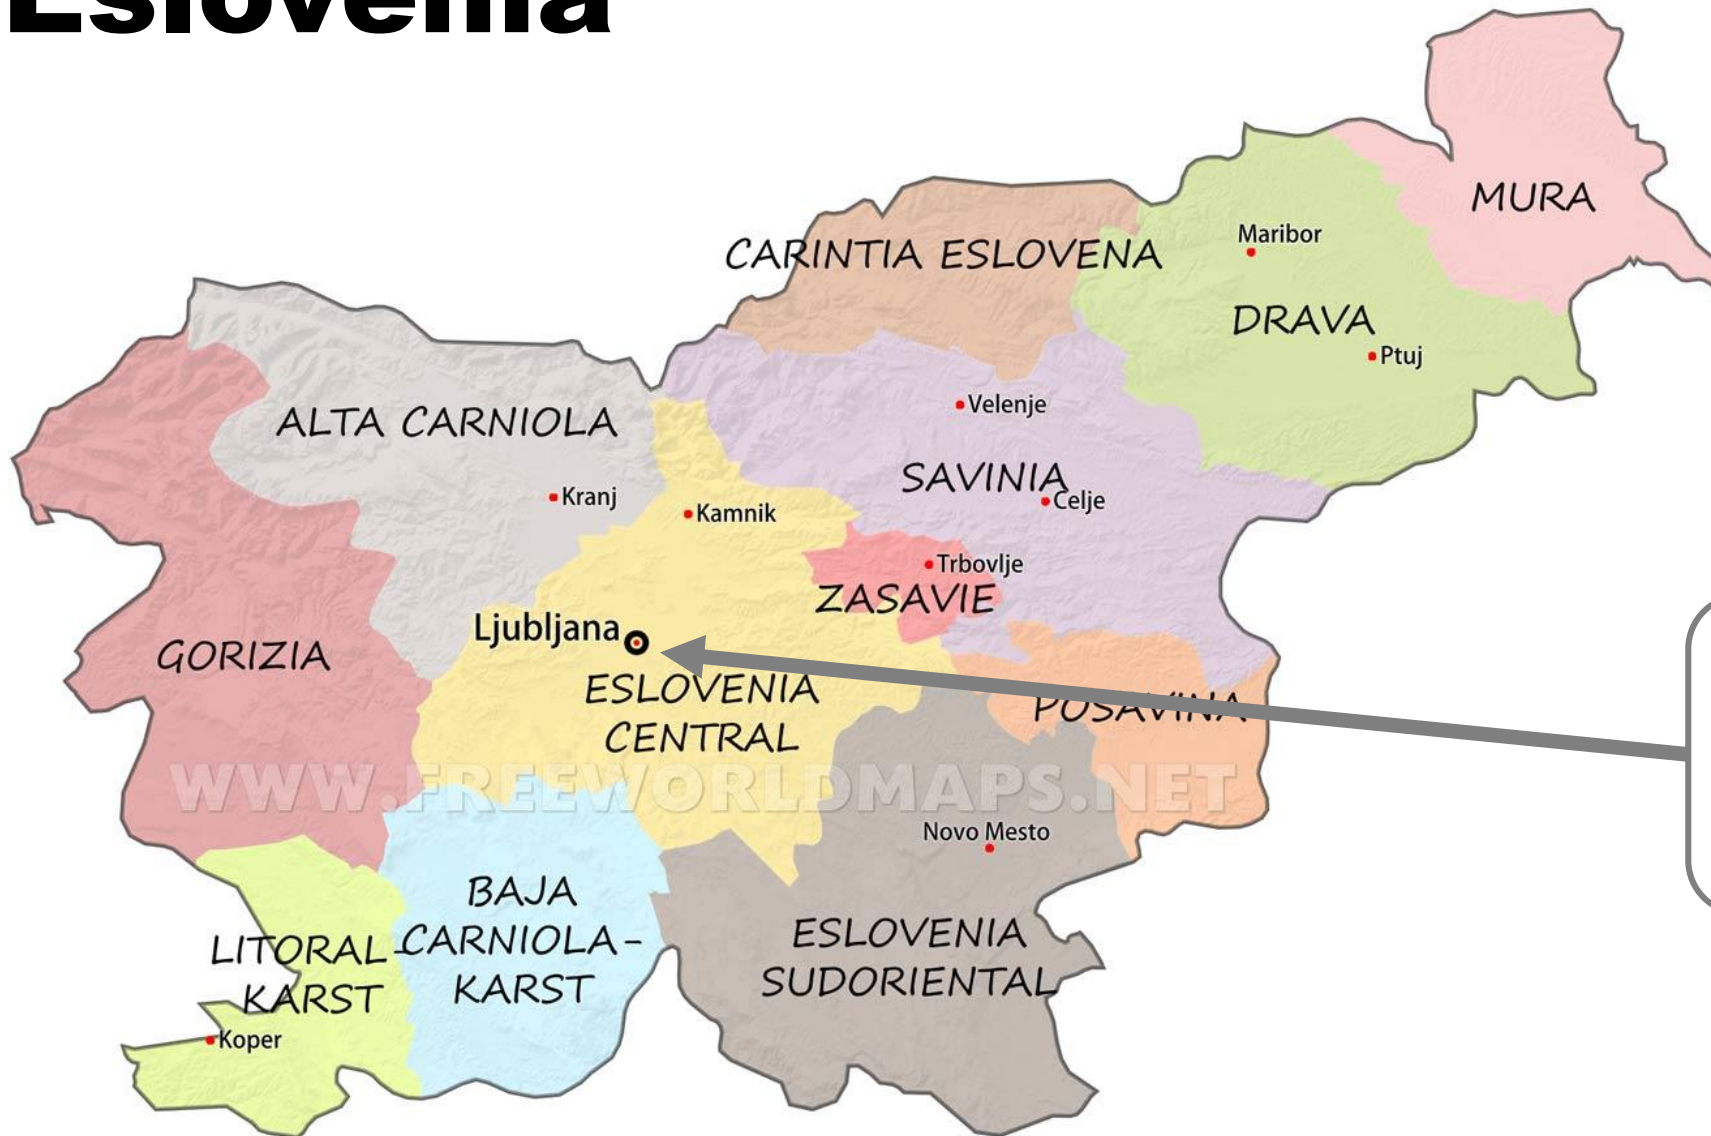 Eslovenia
MURA
Maribor
CARINTIA ESLOVENA
DRAVA
Ptuj
Velenje
ALTA CARNIOLA
SAVINIA
Celje
Kranj
Kamnik
Trbovlje
ZASAVIE
Ljubljana
GORIZIA
ESLOVENIA
CENTRAL
POSAVINA
WWW.FREEWORLDMAPS.NET
Novo Mesto
BAJA
CARNIOLA-
KARST
LITORAL-
KARST
ESLOVENIA
SUDORIENTAL
Koper